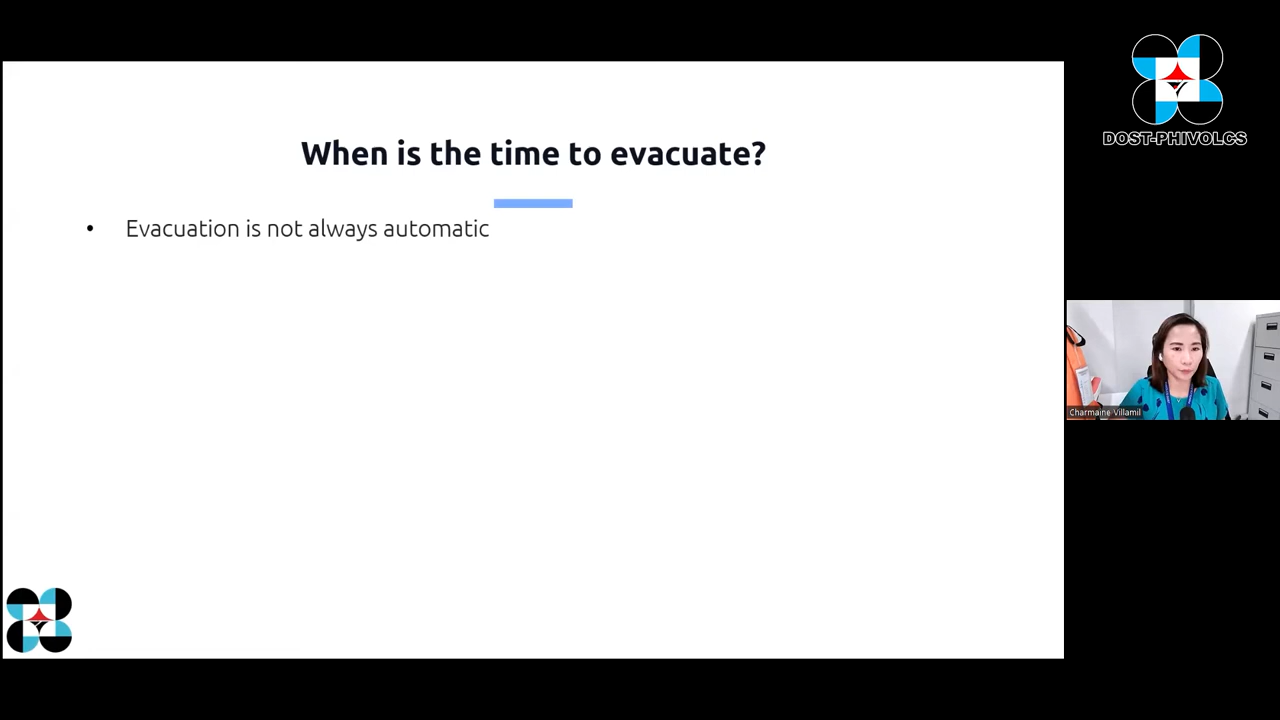 When is the time to evacuate?
• Evacuation is not always automatic
DOST-PHIVOLCS
Charmaine Villamil